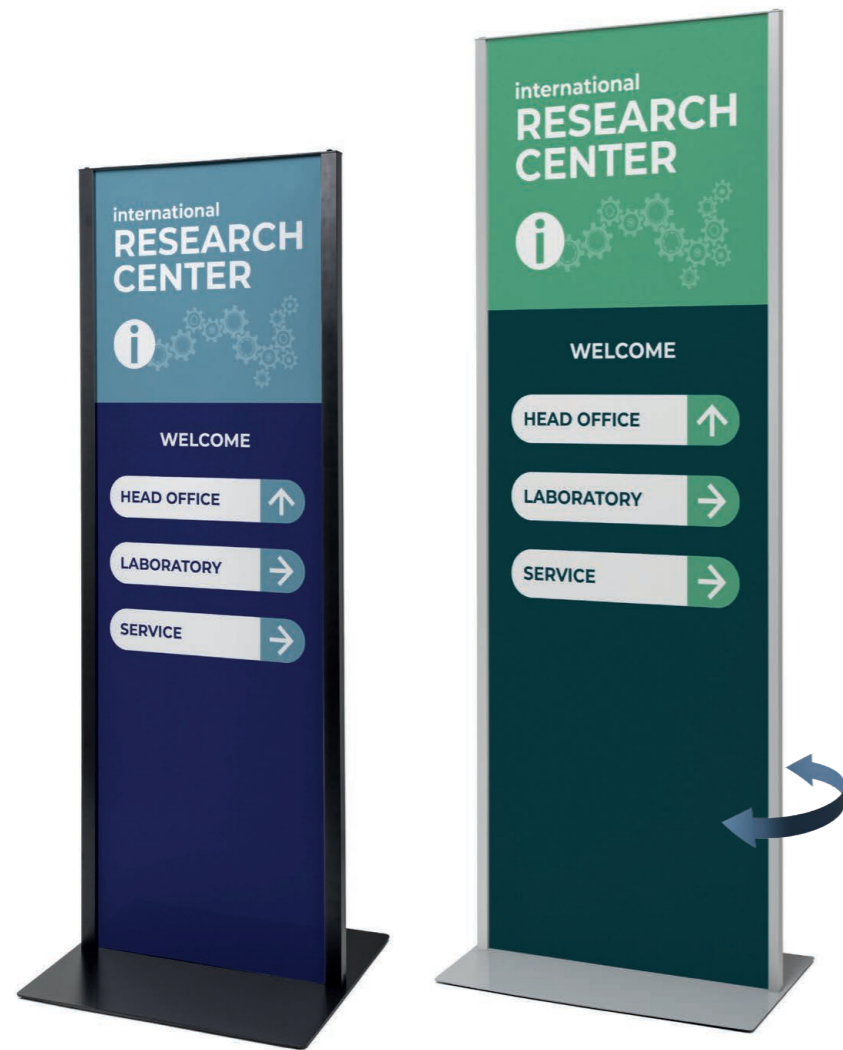 international
RESEARCH
CENTER
i
WELCOME
HEAD OFFICE
LABORATORY
SERVICE
international
RESEARCH
CENTER
i
WELCOME
HEAD OFFICE
LABORATORY
SERVICE